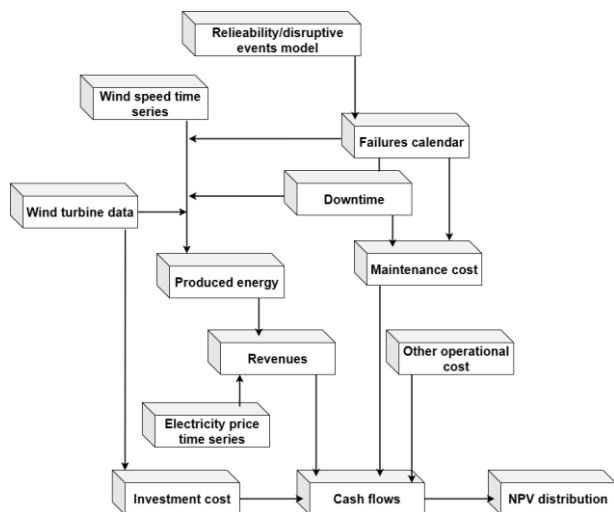 Relieability/disruptive
events model
Wind speed time
series
Failures calendar
Downtime
Wind turbine data
Maintenance cost
Produced energy
Revenues
Other operational
cost
Electricity price
time series
Investment cost
Cash flows
NPV distribution